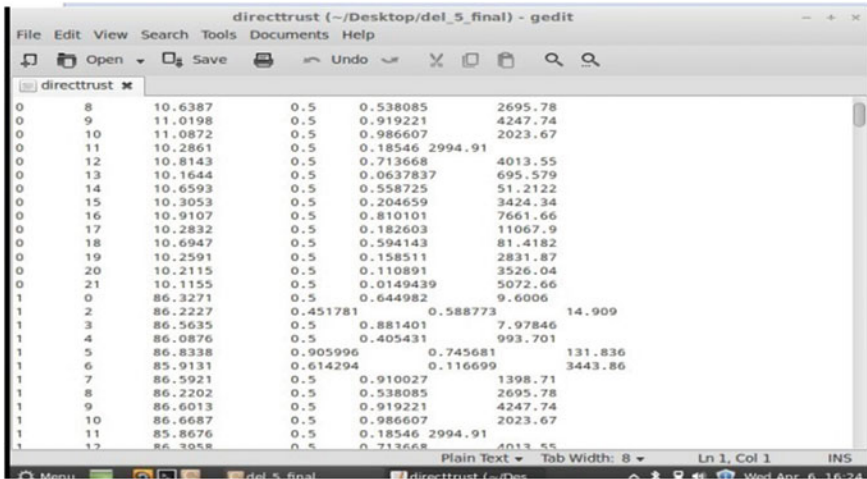 directtrust (~/Desktop/del_5_final) - gedit
File Edit View Search Tools Documents Help
Open Save Undo
directtrust
0 8 10.6387 0.5 0.538085 2695.78
0 9 11.0198 0.5 0.919221 4247.74
0 10 11.0872 0.5 0.986607 2023.67
0 11 10.2861 0.5 0.18546 2994.91
0 12 10.8143 0.5 0.713668 4013.55
0 13 10.1644 0.5 0.0637837 695.579
0 14 10.6593 0.5 0.558725 51.2122
0 15 10.3053 0.5 0.204659 3424.34
0 16 10.9107 0.5 0.810101 7661.66
0 17 10.2832 0.5 0.182603 11067.9
0 18 10.6947 0.5 0.594143 81.4182
0 19 10.2591 0.5 0.158511 2831.87
0 20 10.2115 0.5 0.110891 3526.04
0 21 10.1155 0.5 0.0149439 5072.66
1 0 86.3271 0.5 0.644982 9.6006
1 2 86.2227 0.451781 0.588773 14.909
1 3 86.5635 0.5 0.881401 7.97846
1 4 86.0876 0.5 0.405431 993.701
1 5 86.8338 0.905996 0.745681 131.836
1 6 85.9131 0.614294 0.116699 3443.86
1 7 86.5921 0.5 0.910027 1398.71
1 8 86.2202 0.5 0.538085 2695.78
1 9 86.6013 0.5 0.919221 4247.74
1 10 86.6687 0.5 0.986607 2023.67
1 11 85.8676 0.5 0.18546 2994.91
1 12 86.3958 0.5 0.713668 4013.55
Plain Text Tab Width: 8 Ln 1, Col 1 INS
Menu del_5_final directtrust (~/Des Wed Apr 6, 16:24